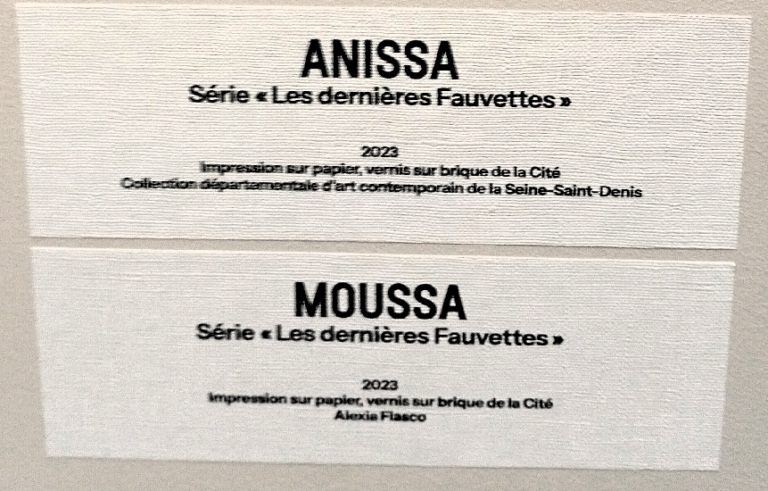 ANISSA
Série « Les dernières Fauvettes »
2023
Impression sur papier, vernis sur brique de la Cité
Collection départementale d'art contemporain de la Seine-Saint-Denis
MOUSSA
Série « Les dernières Fauvettes »
2023
Impression sur papier, vernis sur brique de la Cité
Alexia Fiasco